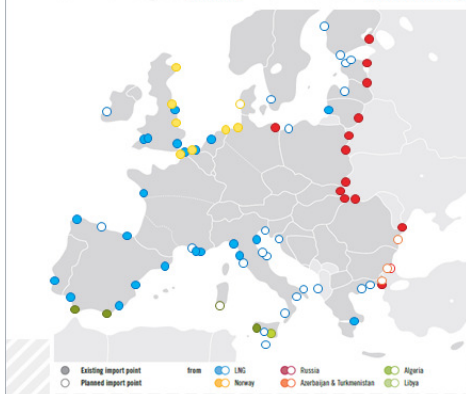 Existing import point from LNG Russia Algeria
Planned import point Norway Azerbaijan & Turkmenistan Libya